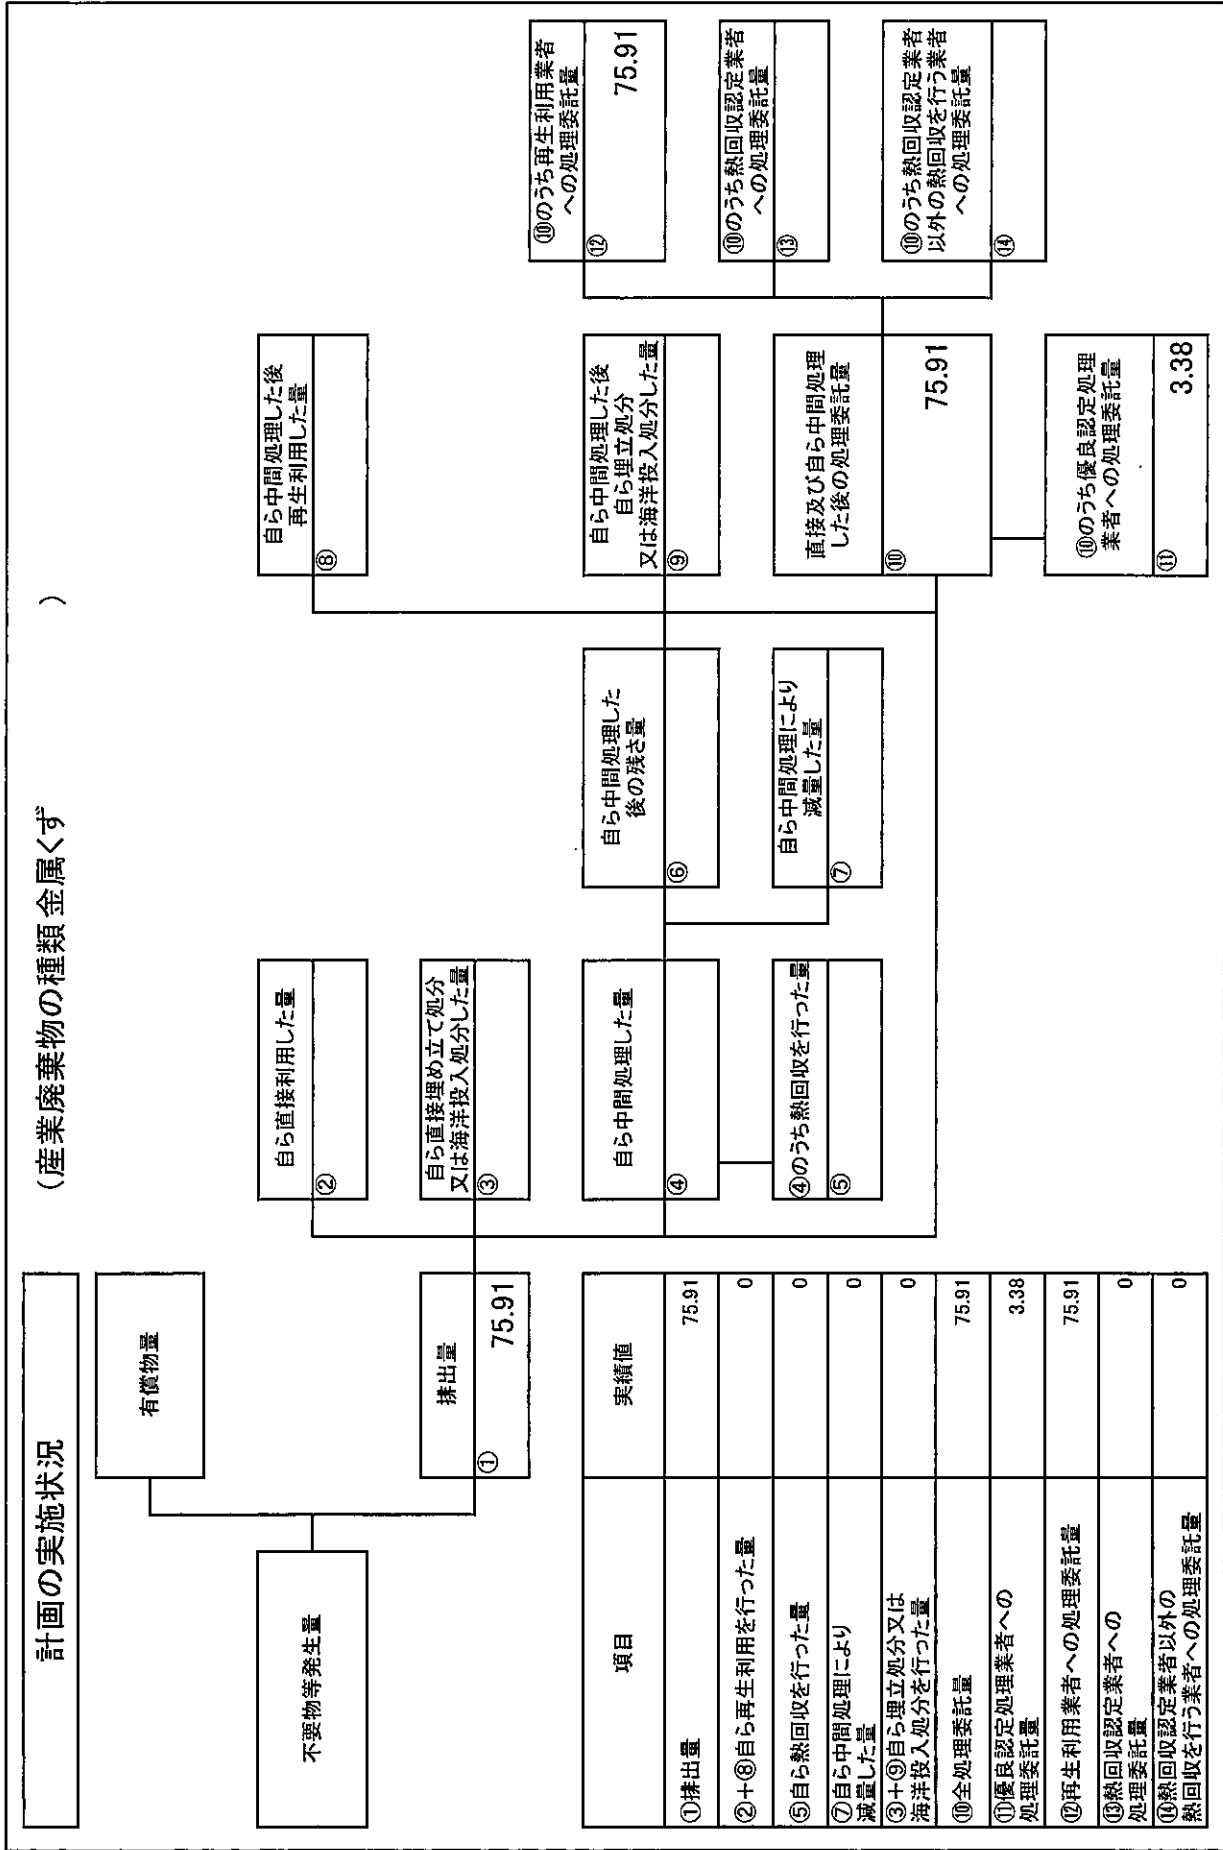 計画の実施状況
(産業廃棄物の種類 金属くず )
不要物等発生量
有償物量
排出量
① 75.91
自ら直接利用した量
②
自ら直接埋め立て処分
又は海洋投入処分した量
③
自ら中間処理した量
④
④のうち熱回収を行った量
⑤
自ら中間処理した
後の残さ量
⑥
自ら中間処理により
減量した量
⑦
自ら中間処理した後
再生利用した量
⑧
自ら中間処理した後
自ら埋立処分
又は海洋投入処分した量
⑨
直接及び自ら中間処理
した後の処理委託量
⑩ 75.91
⑩のうち優良認定処理
業者への処理委託量
⑪ 3.38
⑩のうち再生利用業者
への処理委託量
⑫ 75.91
⑩のうち熱回収認定業者
への処理委託量
⑬
⑩のうち熱回収認定業者
以外の熱回収を行う業者
への処理委託量
⑭
項目 実績値
①排出量 75.91
②+⑧自ら再生利用を行った量 0
⑤自ら熱回収を行った量 0
⑦自ら中間処理により
減量した量 0
③+⑨自ら埋立処分又は
海洋投入処分を行った量 0
⑩全処理委託量 75.91
⑪優良認定処理業者への
処理委託量 3.38
⑫再生利用業者への処理委託量 75.91
⑬熱回収認定業者への
処理委託量 0
⑭熱回収認定業者以外の
熱回収を行う業者への処理委託量 0